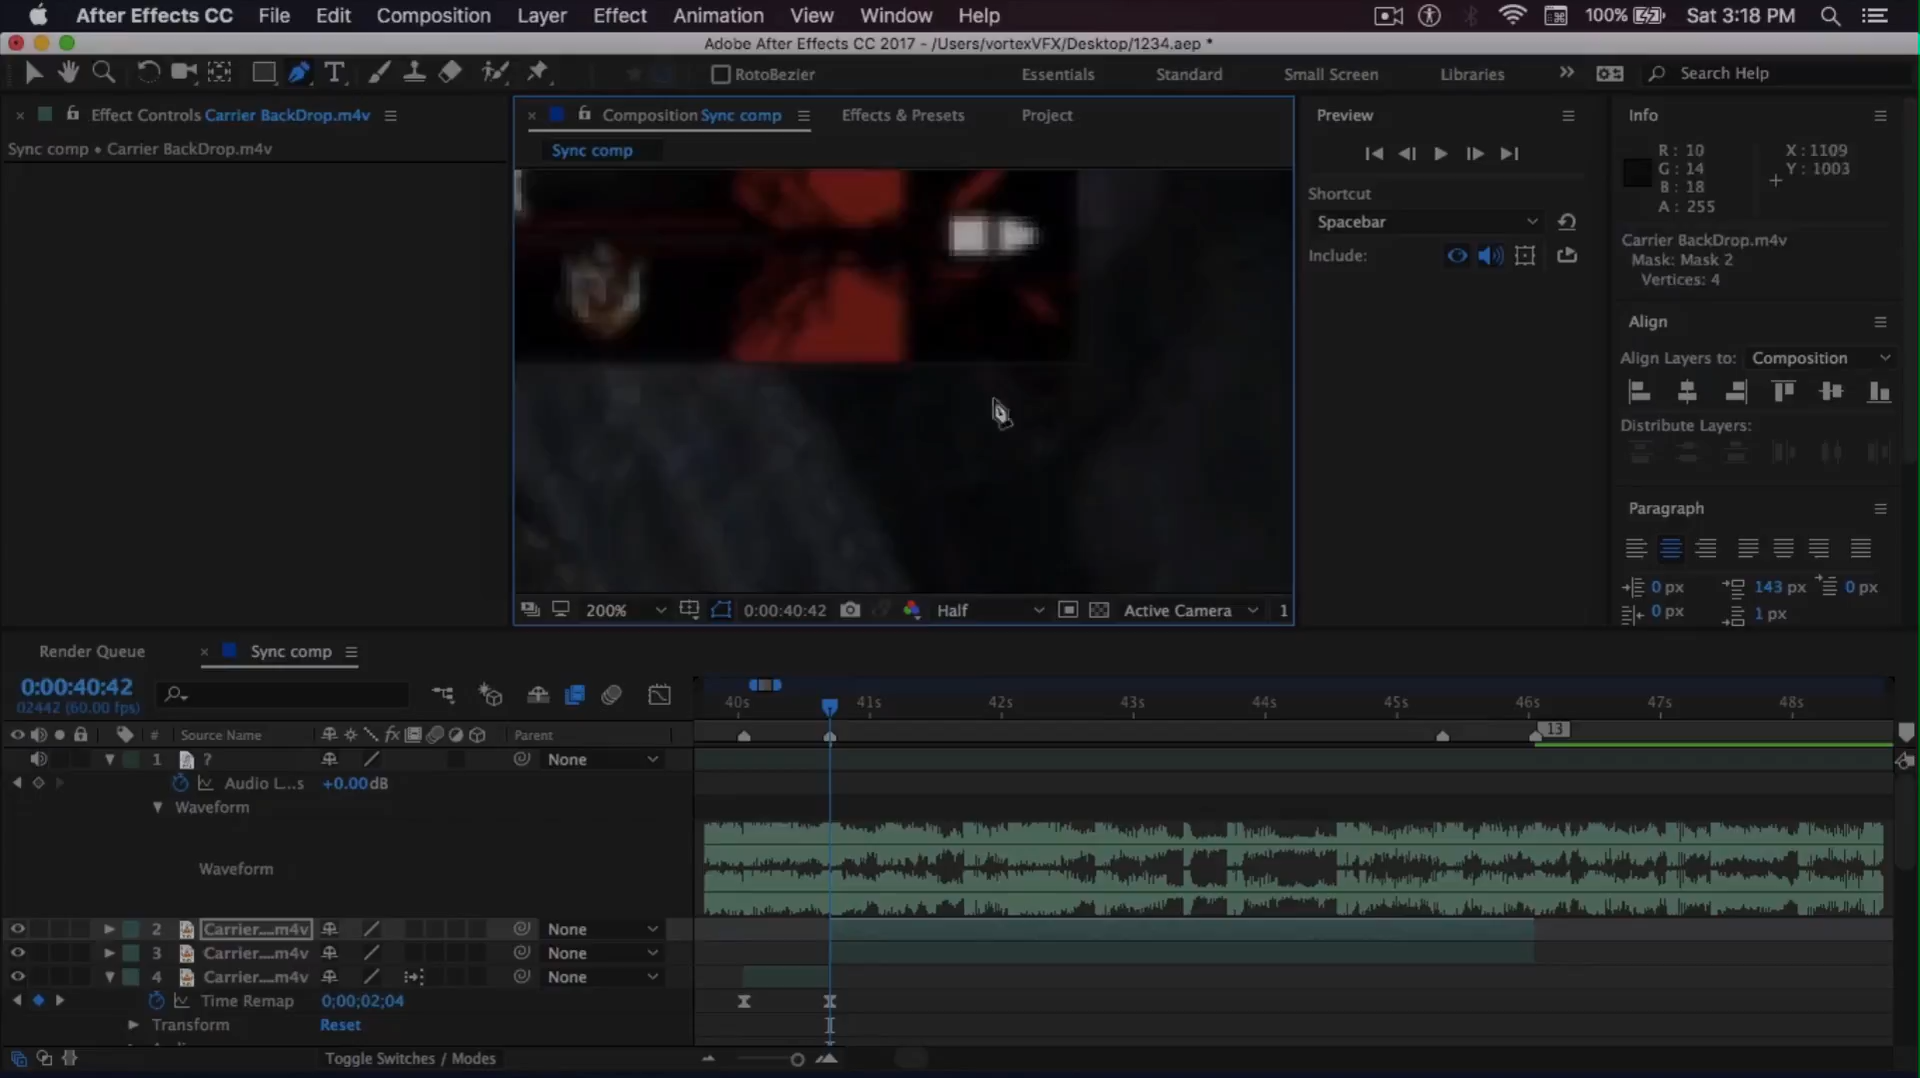 After Effects CC File Edit Composition Layer Effect Animation View Window Help 100% Sat 3:18 PM
Adobe After Effects CC 2017 - /Users/vortexVFX/Desktop/1234.aep *
T RotoBezier Essentials Standard Small Screen Libraries >> Search Help
Effect Controls Carrier BackDrop.m4v
Sync comp • Carrier BackDrop.m4v
Composition Sync comp Effects & Presets Project
Sync comp
Preview
Shortcut
Spacebar
Include:
Info
R : 10 X : 1109
G : 14 Y : 1003
B : 18
A : 255
Carrier BackDrop.m4v
Mask: Mask 2
Vertices: 4
Align
Align Layers to: Composition
Distribute Layers:
Paragraph
0 px 143 px 0 px
0 px 1 px
200% 0:00:40:42 Half Active Camera 1
Render Queue Sync comp
0:00:40:42
02442 (60.00 fps)
40s 41s 42s 43s 44s 45s 46s 47s 48s
# Source Name fx Parent
13
1 ? None
Audio L...s +0.00dB
Waveform
Waveform
2 Carrier....m4v None
3 Carrier....m4v None
4 Carrier....m4v None
Time Remap 0;00;02;04
Transform Reset
Toggle Switches / Modes